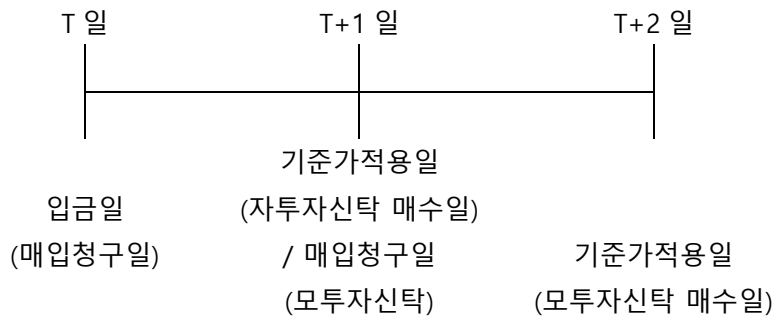 T 일 T+1 일 T+2 일
기준가적용일
입금일 (자투자신탁 매수일)
(매입청구일) / 매입청구일 기준가적용일
(모투자신탁) (모투자신탁 매수일)